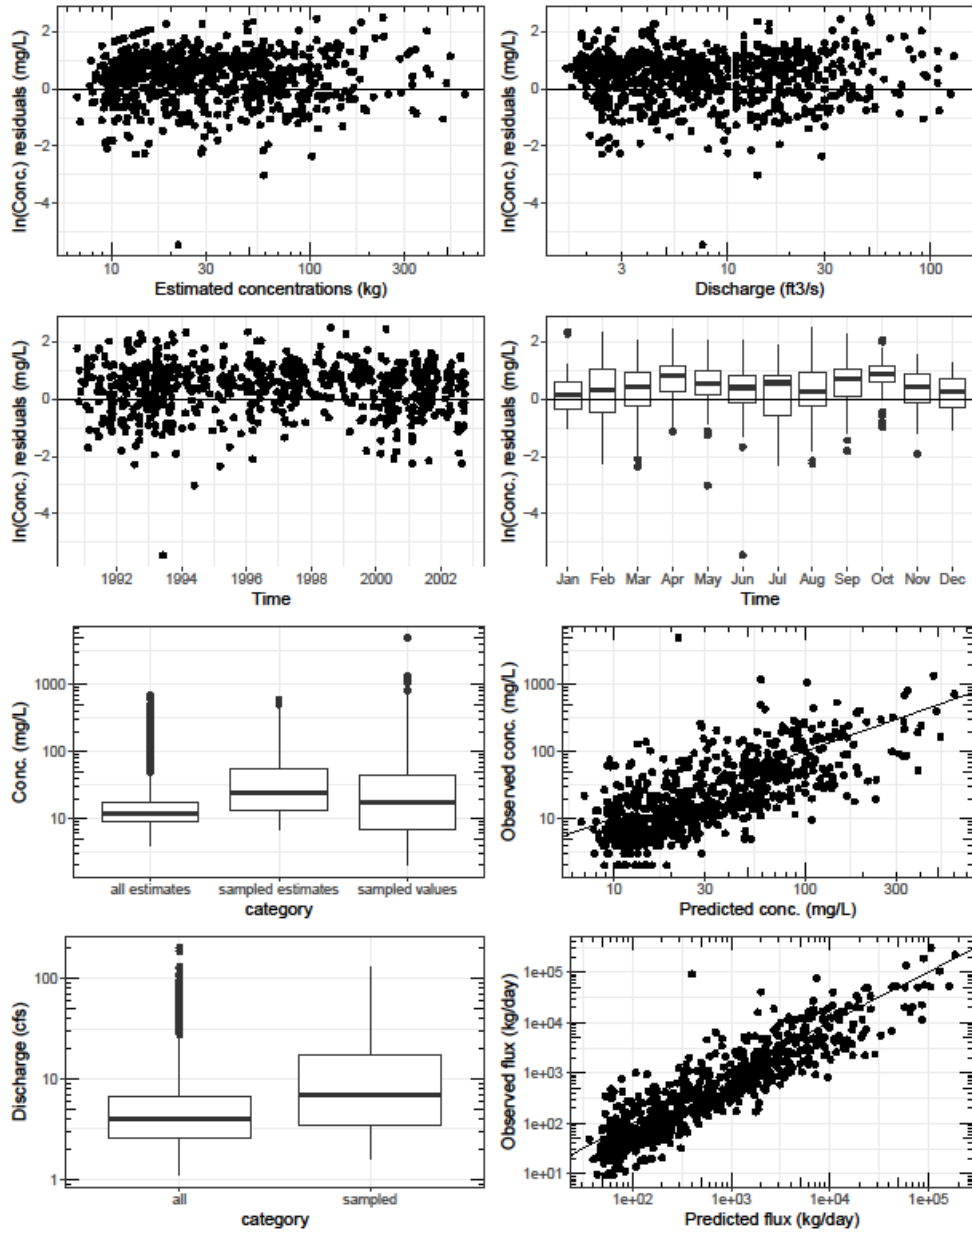 ln(Conc.) residuals (mg/L)
2
0
−2
−4
10
30
100
300
Estimated concentrations (kg)
ln(Conc.) residuals (mg/L)
2
0
−2
−4
3
10
30
100
Discharge (ft3/s)
ln(Conc.) residuals (mg/L)
2
0
−2
−4
1992 1994 1996 1998 2000 2002
Time
ln(Conc.) residuals (mg/L)
2
0
−2
−4
Jan Feb Mar Apr May Jun Jul Aug Sep Oct Nov Dec
Time
Conc. (mg/L)
1000
100
10
all estimates sampled estimates sampled values
category
Observed conc. (mg/L)
1000
100
10
10 30 100 300
Predicted conc. (mg/L)
Discharge (cfs)
100
10
1
all sampled
category
Observed flux (kg/day)
1e+05
1e+04
1e+03
1e+02
1e+01
1e+02 1e+03 1e+04 1e+05
Predicted flux (kg/day)